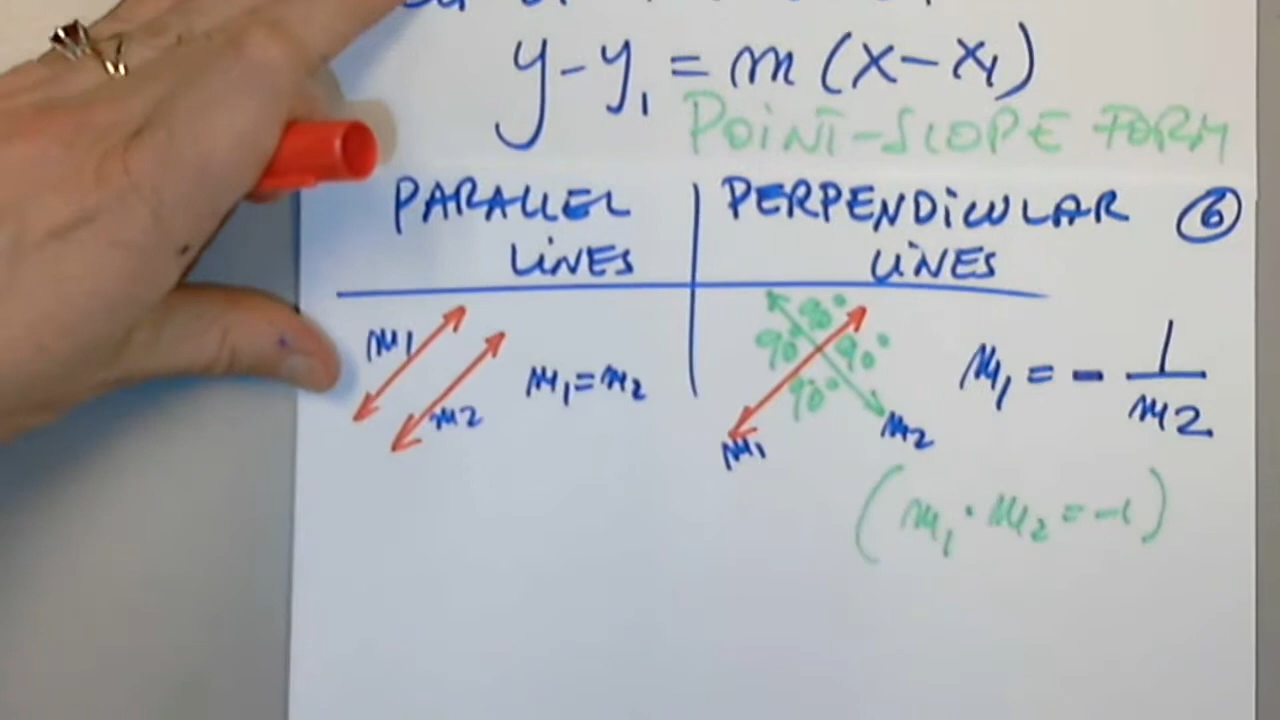 y-y₁ = m (x-x₁)
POINT-SLOPE FORM
PARALLEL LINES
PERPENDICULAR LINES
6
m₁
m₂
m₁=m₂
90° 90° 90° 90°
m₁
m₂
m₁ = - 1/m₂
(m₁ · m₂ = -1)